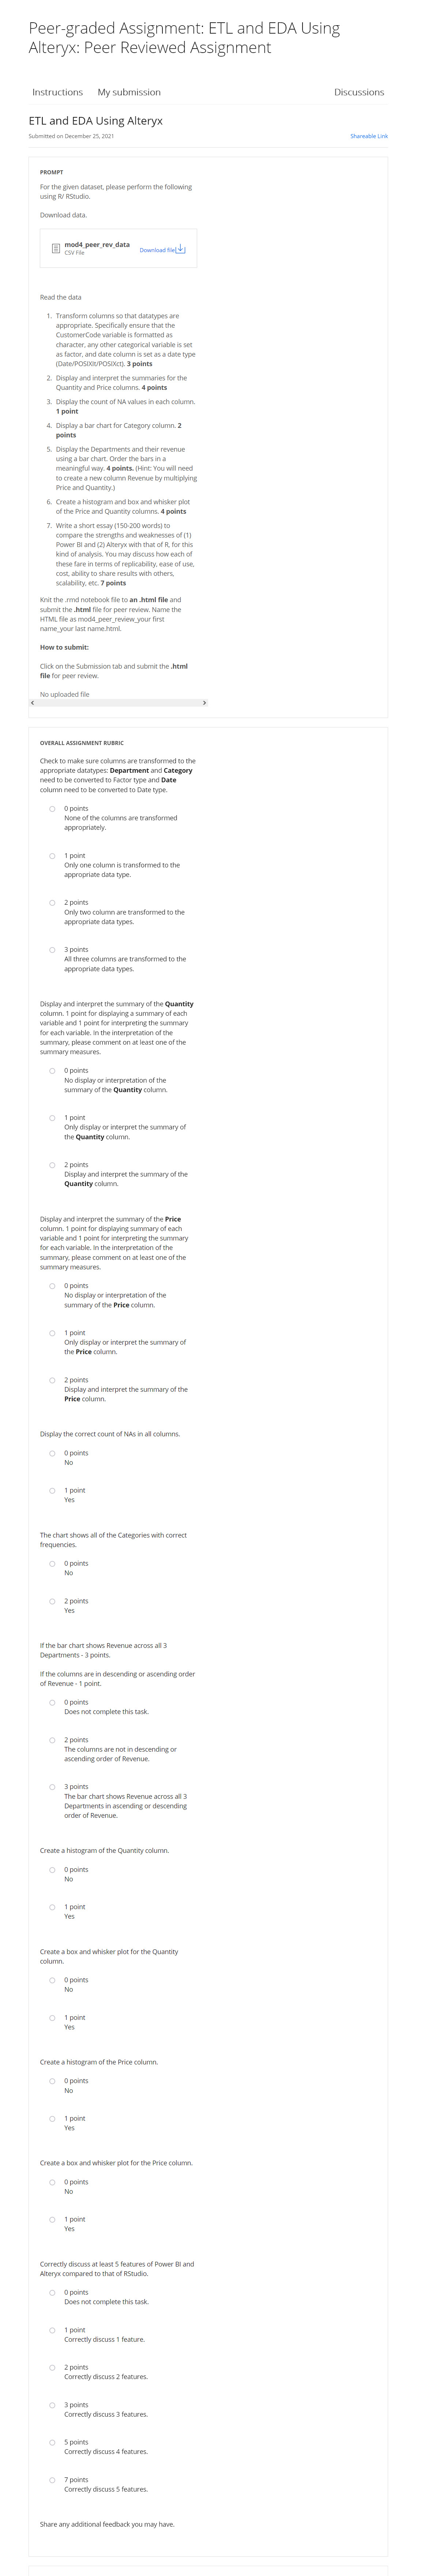 Peer-graded Assignment: ETL and EDA Using
Alteryx: Peer Reviewed Assignment
Instructions My submission Discussions
ETL and EDA Using Alteryx
Submitted on December 25, 2021 Shareable Link
PROMPT
For the given dataset, please perform the following
using R/ RStudio.
Download data.
mod4_peer_rev_data
CSV File
Download file
Read the data
1. Transform columns so that datatypes are
appropriate. Specifically ensure that the
CustomerCode variable is formatted as
character, any other categorical variable is set
as factor, and date column is set as a date type
(Date/POSIXlt/POSIXct). 3 points
2. Display and interpret the summaries for the
Quantity and Price columns. 4 points
3. Display the count of NA values in each column.
1 point
4. Display a bar chart for Category column. 2
points
5. Display the Departments and their revenue
using a bar chart. Order the bars in a
meaningful way. 4 points. (Hint: You will need
to create a new column Revenue by multiplying
Price and Quantity.)
6. Create a histogram and box and whisker plot
of the Price and Quantity columns. 4 points
7. Write a short essay (150-200 words) to
compare the strengths and weaknesses of (1)
Power BI and (2) Alteryx with that of R, for this
kind of analysis. You may discuss how each of
these fare in terms of replicability, ease of use,
cost, ability to share results with others,
scalability, etc. 7 points
Knit the .rmd notebook file to an .html file and
submit the .html file for peer review. Name the
HTML file as mod4_peer_review_your first
name_your last name.html.
How to submit:
Click on the Submission tab and submit the .html
file for peer review.
No uploaded file
OVERALL ASSIGNMENT RUBRIC
Check to make sure columns are transformed to the
appropriate datatypes: Department and Category
need to be converted to Factor type and Date
column need to be converted to Date type.
0 points
None of the columns are transformed
appropriately.
1 point
Only one column is transformed to the
appropriate data type.
2 points
Only two column are transformed to the
appropriate data types.
3 points
All three columns are transformed to the
appropriate data types.
Display and interpret the summary of the Quantity
column. 1 point for displaying a summary of each
variable and 1 point for interpreting the summary
for each variable. In the interpretation of the
summary, please comment on at least one of the
summary measures.
0 points
No display or interpretation of the
summary of the Quantity column.
1 point
Only display or interpret the summary of
the Quantity column.
2 points
Display and interpret the summary of the
Quantity column.
Display and interpret the summary of the Price
column. 1 point for displaying summary of each
variable and 1 point for interpreting the summary
for each variable. In the interpretation of the
summary, please comment on at least one of the
summary measures.
0 points
No display or interpretation of the
summary of the Price column.
1 point
Only display or interpret the summary of
the Price column.
2 points
Display and interpret the summary of the
Price column.
Display the correct count of NAs in all columns.
0 points
No
1 point
Yes
The chart shows all of the Categories with correct
frequencies.
0 points
No
2 points
Yes
If the bar chart shows Revenue across all 3
Departments - 3 points.
If the columns are in descending or ascending order
of Revenue - 1 point.
0 points
Does not complete this task.
2 points
The columns are not in descending or
ascending order of Revenue.
3 points
The bar chart shows Revenue across all 3
Departments in ascending or descending
order of Revenue.
Create a histogram of the Quantity column.
0 points
No
1 point
Yes
Create a box and whisker plot for the Quantity
column.
0 points
No
1 point
Yes
Create a histogram of the Price column.
0 points
No
1 point
Yes
Create a box and whisker plot for the Price column.
0 points
No
1 point
Yes
Correctly discuss at least 5 features of Power BI and
Alteryx compared to that of RStudio.
0 points
Does not complete this task.
1 point
Correctly discuss 1 feature.
2 points
Correctly discuss 2 features.
3 points
Correctly discuss 3 features.
5 points
Correctly discuss 4 features.
7 points
Correctly discuss 5 features.
Share any additional feedback you may have.